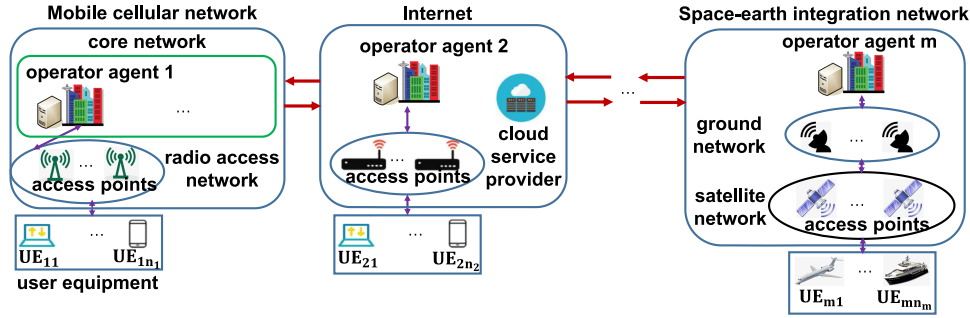 Mobile cellular network
core network
operator agent 1
...
...
access points
radio access
network
...
UE₁₁
UE₁ₙ₁
user equipment
Internet
operator agent 2
cloud
service
provider
...
access points
...
UE₂₁
UE₂ₙ₂
...
Space-earth integration network
operator agent m
ground
network
...
satellite
network
...
access points
...
UEₘ₁
UEₘₙₘ